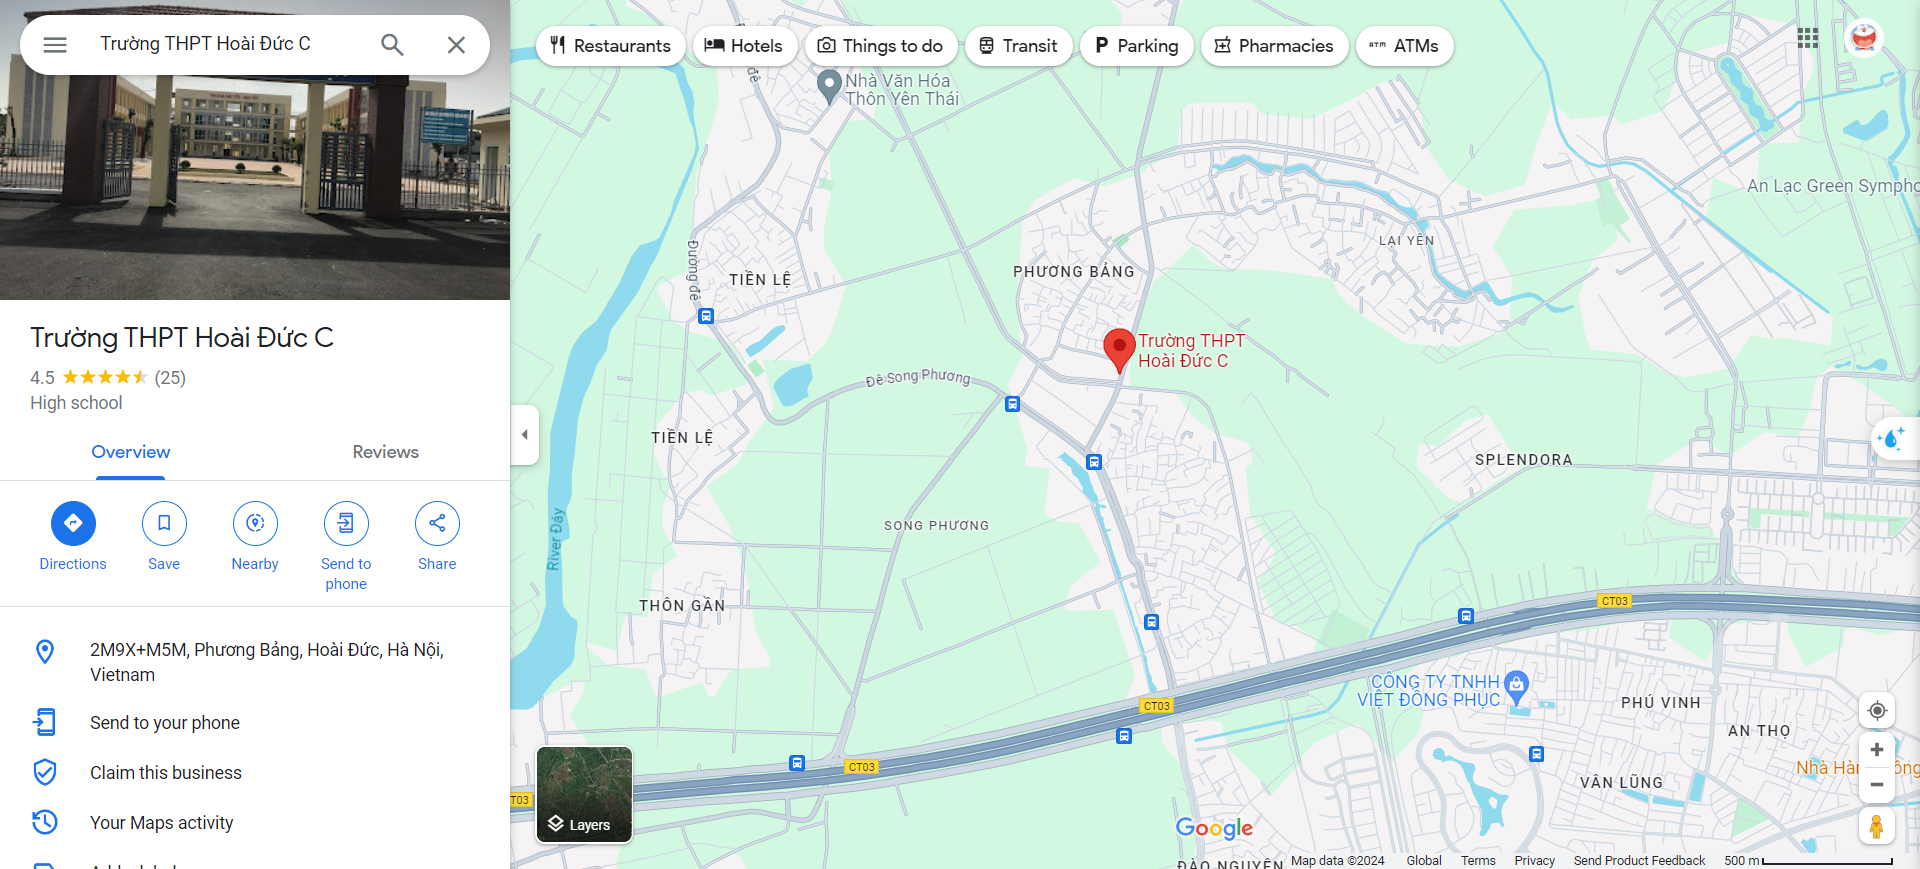 Trường THPT Hoài Đức C
Trường THPT Hoài Đức C
4.5
(25)
High school
Overview
Reviews
Directions
Save
Nearby
Send to
phone
Share
2M9X+M5M, Phương Bảng, Hoài Đức, Hà Nội,
Vietnam
Send to your phone
Claim this business
Your Maps activity
Restaurants
Hotels
Things to do
Transit
Parking
Pharmacies
ATMs
Nhà Văn Hóa
Thôn Yên Thái
An Lạc Green Sympho
LẠI YÊN
PHƯƠNG BẢNG
TIỀN LỆ
Đường đê
Trường THPT
Hoài Đức C
Đê Song Phương
TIỀN LỆ
SPLENDORA
SONG PHƯƠNG
River Đáy
THÔN GẦN
CT03
CÔNG TY TNHH
VIỆT ĐÔNG PHỤC
PHÚ VINH
CT03
AN THỌ
CT03
Nhà Hàn
VÂN LŨNG
T03
Layers
Google
ĐÀO NGUYÊN
Map data ©2024
Global
Terms
Privacy
Send Product Feedback
500 m